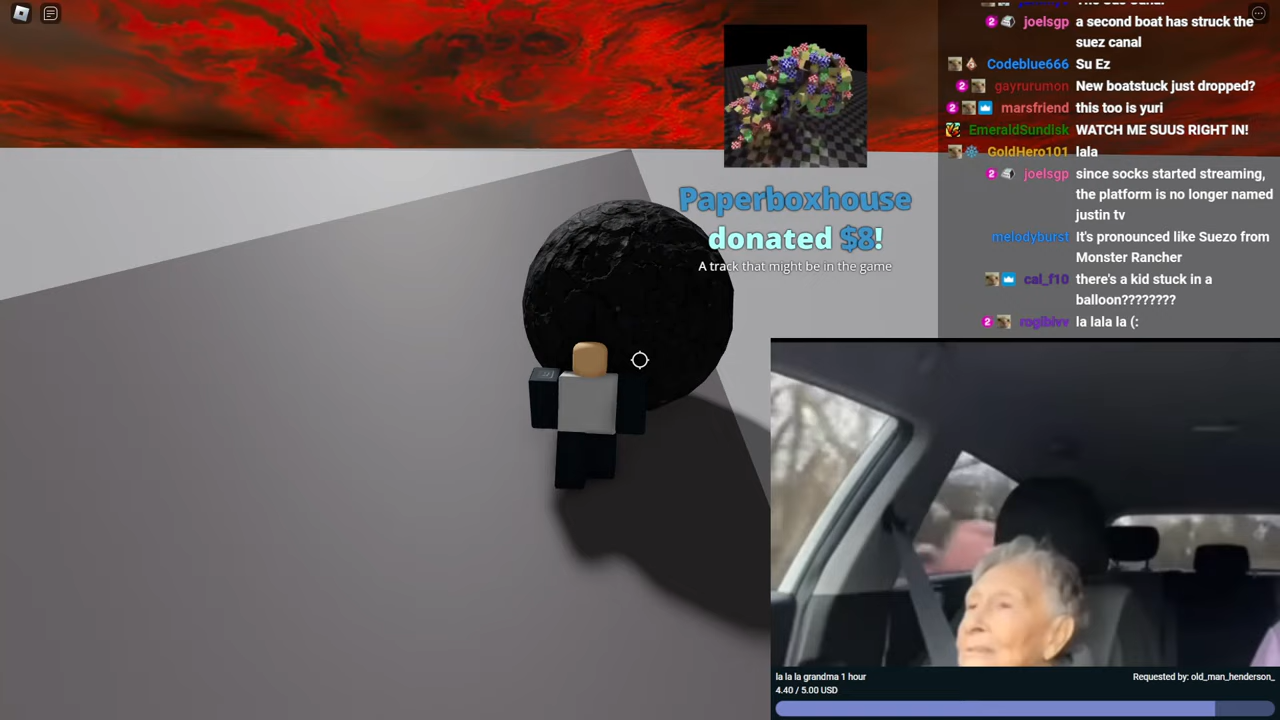 joelsgp a second boat has struck the
suez canal
Codeblue666 Su Ez
gayrurumon New boatstuck just dropped?
marsfriend this too is yuri
EmeraldSundisk WATCH ME SUUS RIGHT IN!
GoldHero101 lala
joelsgp since socks started streaming,
the platform is no longer named
justin tv
melodyburst It's pronounced like Suezo from
Monster Rancher
cal_f10 there's a kid stuck in a
balloon????????
rogibivv la lala la (:
Paperboxhouse
donated $8!
A track that might be in the game
la la la grandma 1 hour
Requested by: old_man_henderson_
4.40 / 5.00 USD